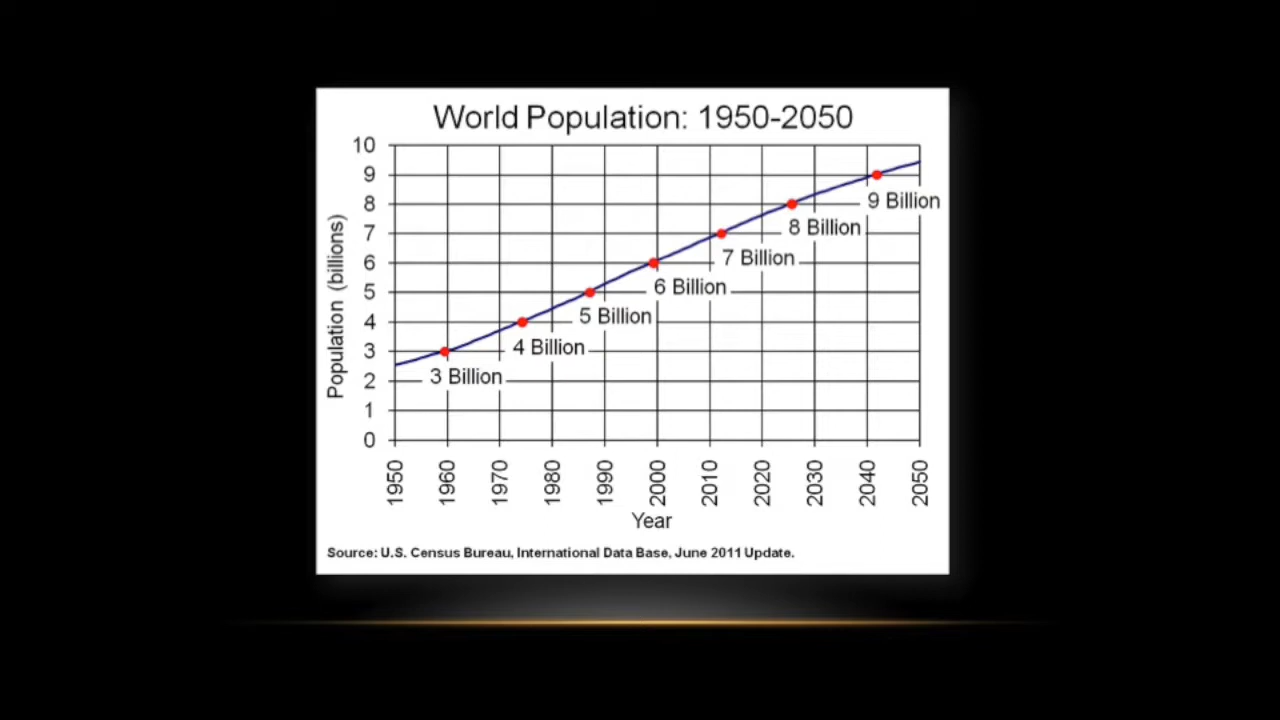 World Population: 1950-2050
10
9
8
7
6
5
4
3
2
1
0
Population (billions)
9 Billion
8 Billion
7 Billion
6 Billion
5 Billion
4 Billion
3 Billion
1950
1960
1970
1980
1990
2000
2010
2020
2030
2040
2050
Year
Source: U.S. Census Bureau, International Data Base, June 2011 Update.